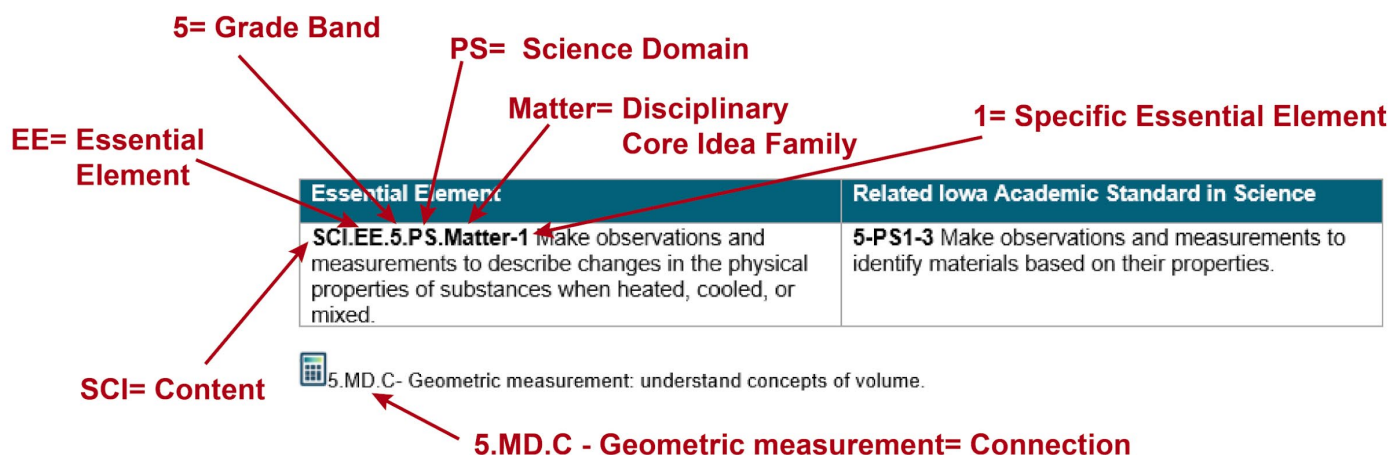 5= Grade Band
PS= Science Domain
Matter= Disciplinary
Core Idea Family
1= Specific Essential Element
EE= Essential
Element
Essential Element
Related Iowa Academic Standard in Science
SCI.EE.5.PS.Matter-1 Make observations and
measurements to describe changes in the physical
properties of substances when heated, cooled, or
mixed.
5-PS1-3 Make observations and measurements to
identify materials based on their properties.
SCI= Content
5.MD.C- Geometric measurement: understand concepts of volume.
5.MD.C - Geometric measurement= Connection